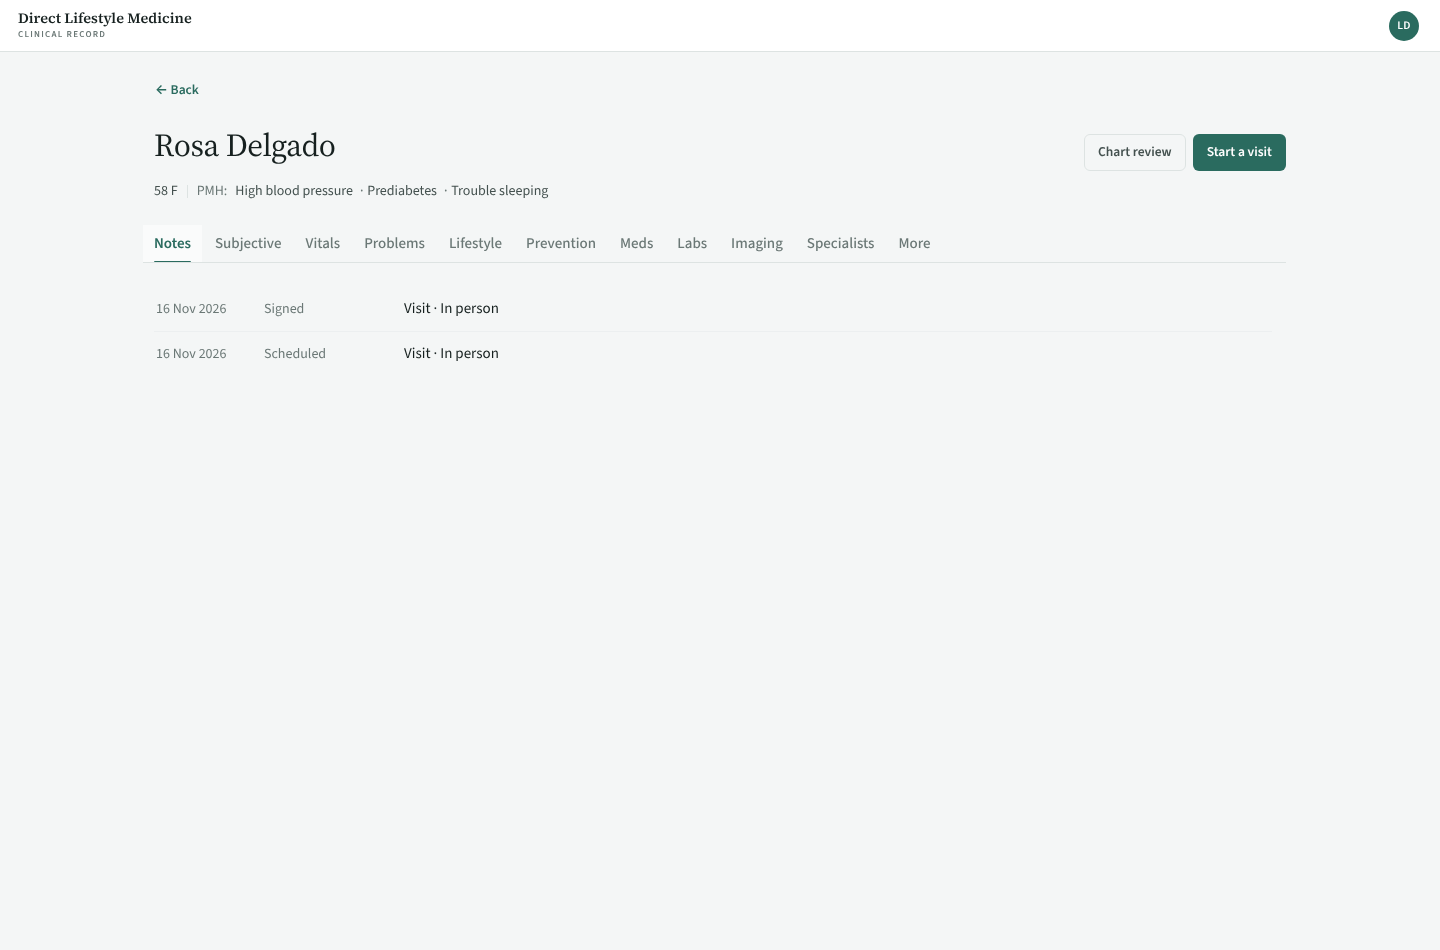 Direct Lifestyle Medicine
CLINICAL RECORD
LD
← Back
Rosa Delgado
Chart review
Start a visit
58 F | PMH: High blood pressure · Prediabetes · Trouble sleeping
Notes Subjective Vitals Problems Lifestyle Prevention Meds Labs Imaging Specialists More
16 Nov 2026 Signed Visit · In person
16 Nov 2026 Scheduled Visit · In person